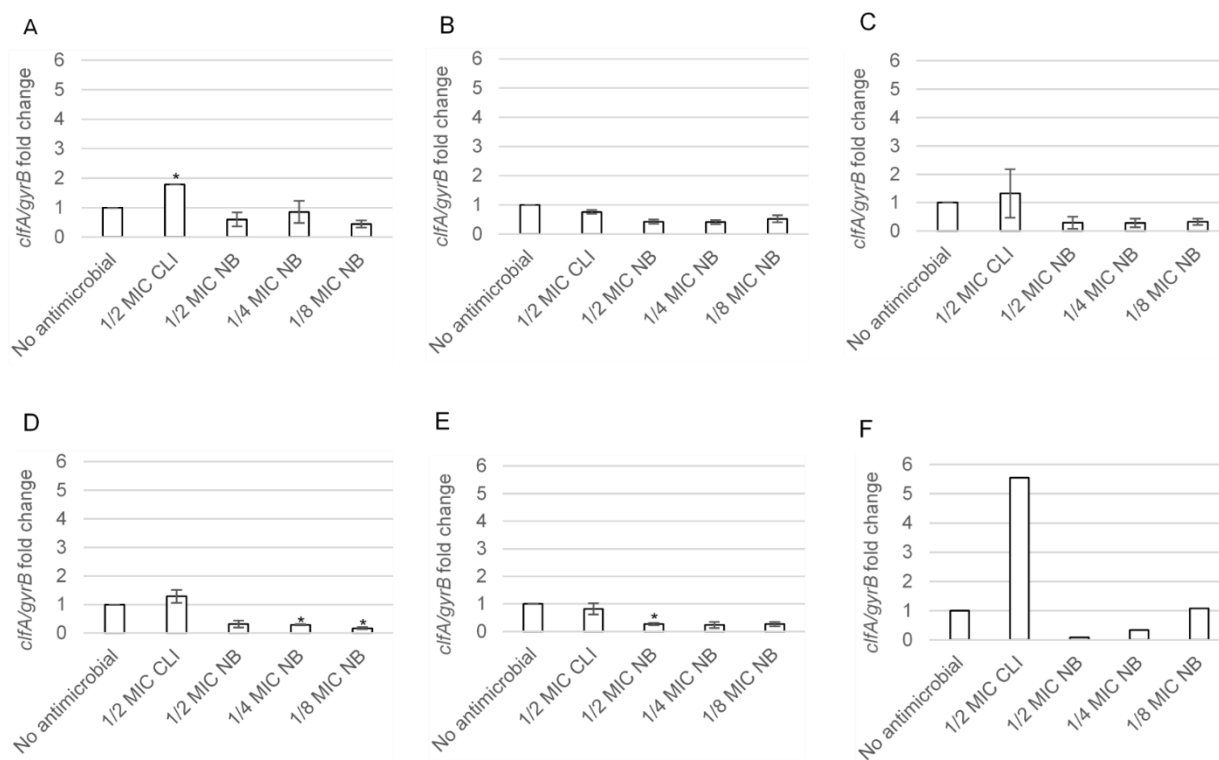 A
clfA/gyrB fold change
6
5
4
3
2
1
0
*
No antimicrobial
1/2 MIC CLI
1/2 MIC NB
1/4 MIC NB
1/8 MIC NB
B
clfA/gyrB fold change
6
5
4
3
2
1
0
No antimicrobial
1/2 MIC CLI
1/2 MIC NB
1/4 MIC NB
1/8 MIC NB
C
clfA/gyrB fold change
6
5
4
3
2
1
0
No antimicrobial
1/2 MIC CLI
1/2 MIC NB
1/4 MIC NB
1/8 MIC NB
D
clfA/gyrB fold change
6
5
4
3
2
1
0
*
*
No antimicrobial
1/2 MIC CLI
1/2 MIC NB
1/4 MIC NB
1/8 MIC NB
E
clfA/gyrB fold change
6
5
4
3
2
1
0
*
No antimicrobial
1/2 MIC CLI
1/2 MIC NB
1/4 MIC NB
1/8 MIC NB
F
clfA/gyrB fold change
6
5
4
3
2
1
0
No antimicrobial
1/2 MIC CLI
1/2 MIC NB
1/4 MIC NB
1/8 MIC NB